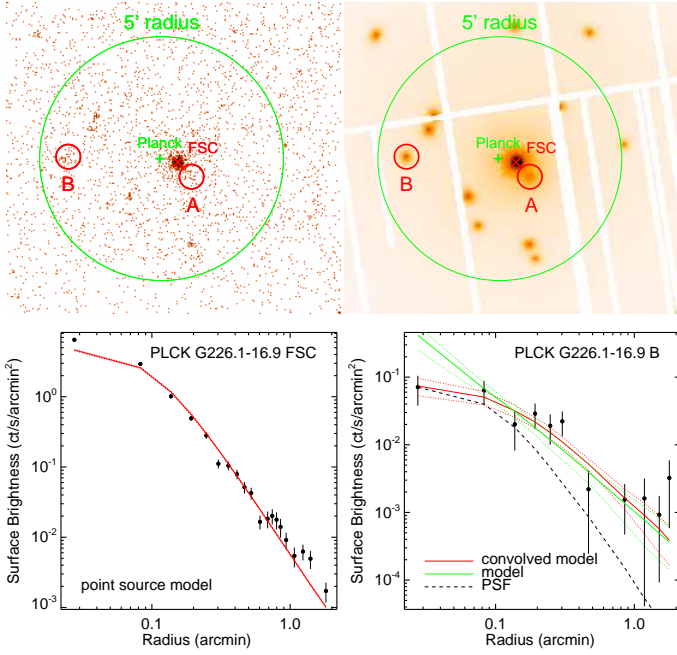 5' radius
Planck
FSC
B
A
5' radius
Planck
FSC
B
A
PLCK G226.1-16.9 FSC
Surface Brightness (ct/s/arcmin²)
10⁰
10⁻¹
10⁻²
10⁻³
point source model
0.1
1.0
Radius (arcmin)
PLCK G226.1-16.9 B
Surface Brightness (ct/s/arcmin²)
10⁻¹
10⁻²
10⁻³
10⁻⁴
convolved model
model
PSF
0.1
1.0
Radius (arcmin)